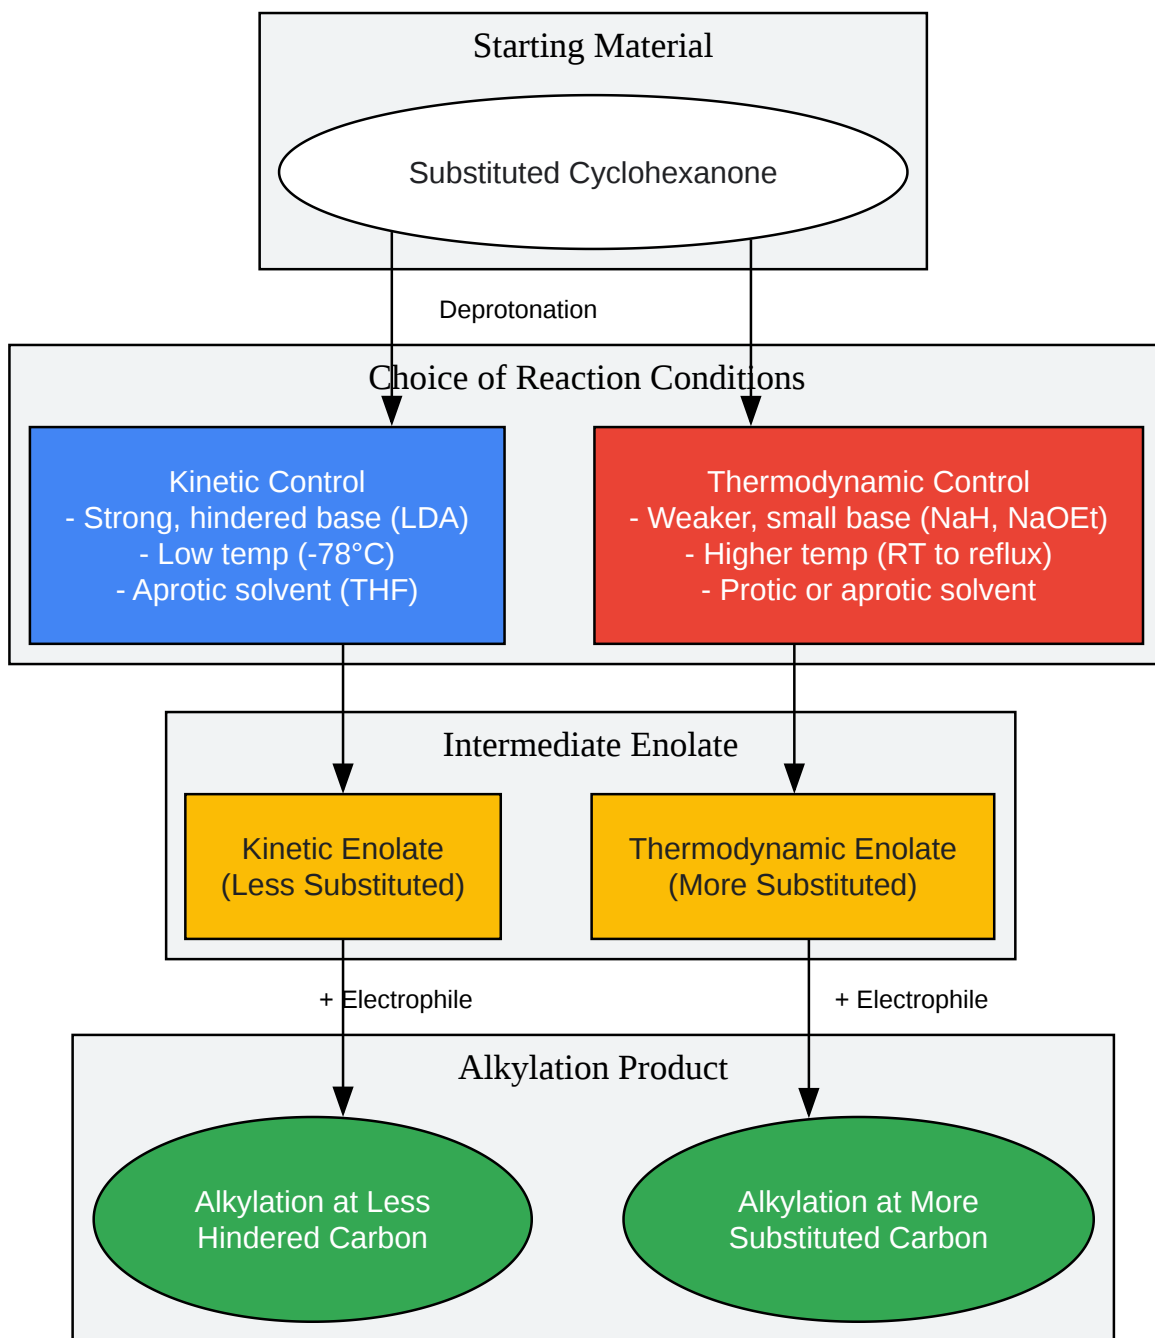 Starting Material
Substituted Cyclohexanone
Deprotonation
Choice of Reaction Conditions
Kinetic Control
- Strong, hindered base (LDA)
- Low temp (-78°C)
- Aprotic solvent (THF)
Thermodynamic Control
- Weaker, small base (NaH, NaOEt)
- Higher temp (RT to reflux)
- Protic or aprotic solvent
Intermediate Enolate
Kinetic Enolate
(Less Substituted)
Thermodynamic Enolate
(More Substituted)
+ Electrophile
+ Electrophile
Alkylation Product
Alkylation at Less
Hindered Carbon
Alkylation at More
Substituted Carbon